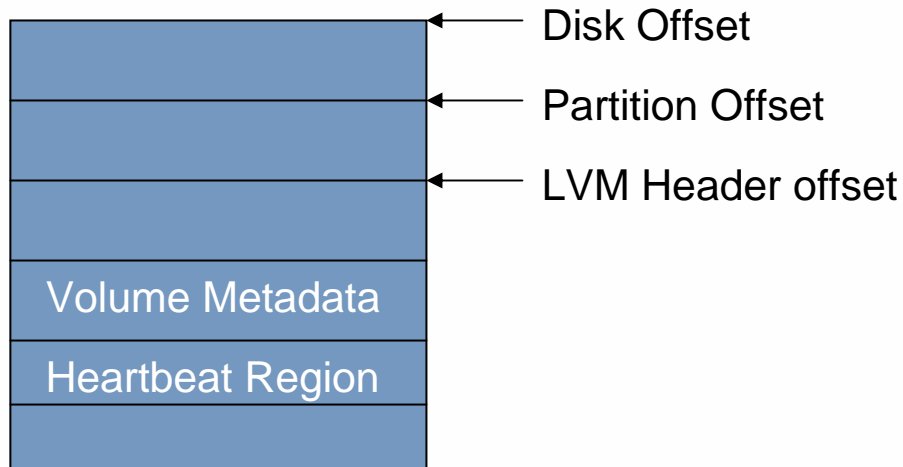 Disk Offset
Partition Offset
LVM Header offset
Volume Metadata
Heartbeat Region